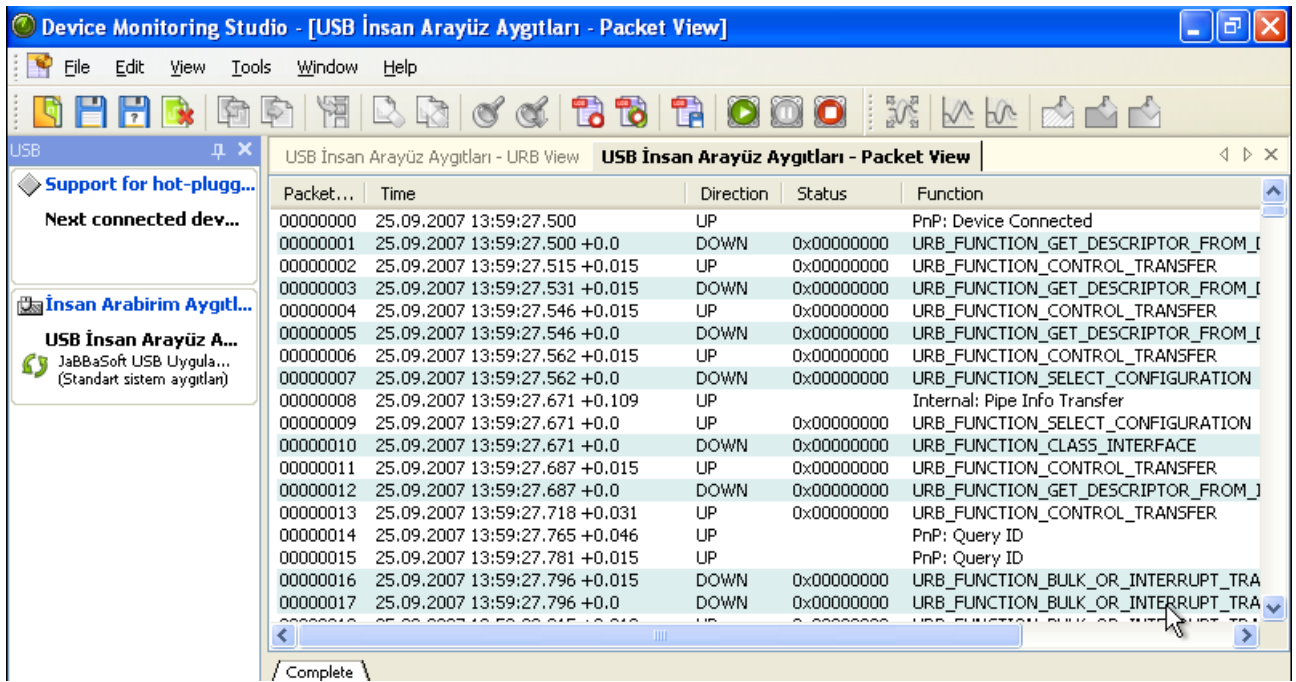 Device Monitoring Studio - [USB İnsan Arayüz Aygıtları - Packet View]
File Edit View Tools Window Help
USB
USB İnsan Arayüz Aygıtları - URB View USB İnsan Arayüz Aygıtları - Packet View
Support for hot-plugg...
Next connected dev...
İnsan Arabirim Aygıtl...
USB İnsan Arayüz A...
JaBBaSoft USB Uygula...
(Standart sistem aygıtları)
Packet... Time Direction Status Function
00000000 25.09.2007 13:59:27.500 UP PnP: Device Connected
00000001 25.09.2007 13:59:27.500 +0.0 DOWN 0x00000000 URB_FUNCTION_GET_DESCRIPTOR_FROM_
00000002 25.09.2007 13:59:27.515 +0.015 UP 0x00000000 URB_FUNCTION_CONTROL_TRANSFER
00000003 25.09.2007 13:59:27.531 +0.015 DOWN 0x00000000 URB_FUNCTION_GET_DESCRIPTOR_FROM_
00000004 25.09.2007 13:59:27.546 +0.015 UP 0x00000000 URB_FUNCTION_CONTROL_TRANSFER
00000005 25.09.2007 13:59:27.546 +0.0 DOWN 0x00000000 URB_FUNCTION_GET_DESCRIPTOR_FROM_
00000006 25.09.2007 13:59:27.562 +0.015 UP 0x00000000 URB_FUNCTION_CONTROL_TRANSFER
00000007 25.09.2007 13:59:27.562 +0.0 DOWN 0x00000000 URB_FUNCTION_SELECT_CONFIGURATION
00000008 25.09.2007 13:59:27.671 +0.109 UP Internal: Pipe Info Transfer
00000009 25.09.2007 13:59:27.671 +0.0 UP 0x00000000 URB_FUNCTION_SELECT_CONFIGURATION
00000010 25.09.2007 13:59:27.671 +0.0 DOWN 0x00000000 URB_FUNCTION_CLASS_INTERFACE
00000011 25.09.2007 13:59:27.687 +0.015 UP 0x00000000 URB_FUNCTION_CONTROL_TRANSFER
00000012 25.09.2007 13:59:27.687 +0.0 DOWN 0x00000000 URB_FUNCTION_GET_DESCRIPTOR_FROM_
00000013 25.09.2007 13:59:27.718 +0.031 UP 0x00000000 URB_FUNCTION_CONTROL_TRANSFER
00000014 25.09.2007 13:59:27.765 +0.046 UP PnP: Query ID
00000015 25.09.2007 13:59:27.781 +0.015 UP PnP: Query ID
00000016 25.09.2007 13:59:27.796 +0.015 DOWN 0x00000000 URB_FUNCTION_BULK_OR_INTERRUPT_TRA
00000017 25.09.2007 13:59:27.796 +0.0 DOWN 0x00000000 URB_FUNCTION_BULK_OR_INTERRUPT_TRA
Complete